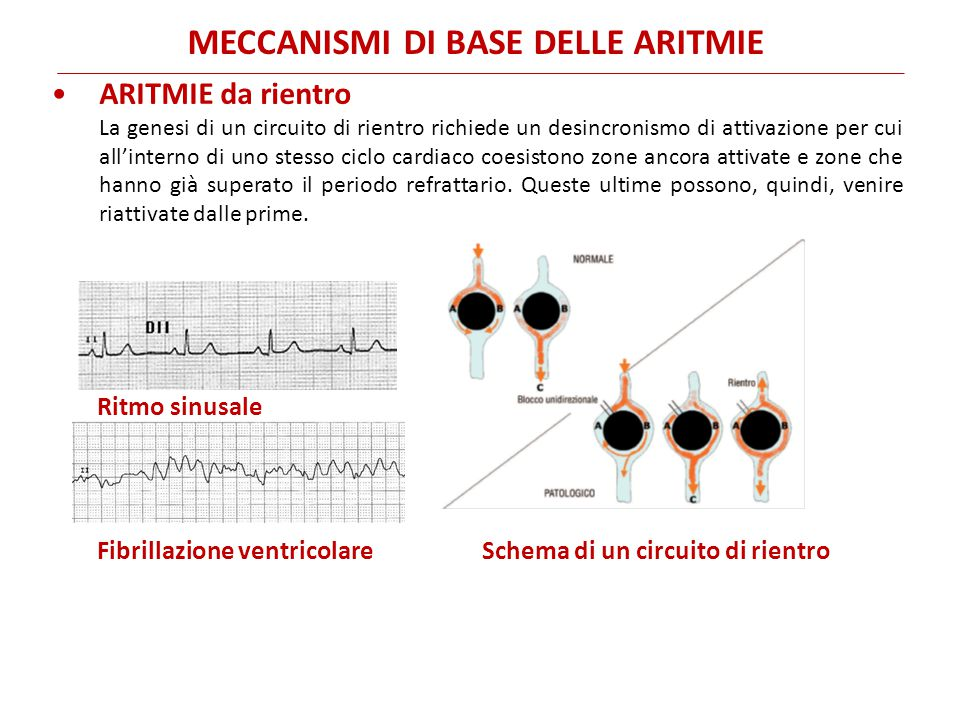 MECCANISMI DI BASE DELLE ARITMIE
• ARITMIE da rientro
La genesi di un circuito di rientro richiede un desincronismo di attivazione per cui
all’interno di uno stesso ciclo cardiaco coesistono zone ancora attivate e zone che
hanno già superato il periodo refrattario. Queste ultime possono, quindi, venire
riattivate dalle prime.
II DII
Ritmo sinusale
II
Fibrillazione ventricolare
NORMALE
A B A B
C
Blocco unidirezionale
Rientro
A B A B A B
C
PATOLOGICO
Schema di un circuito di rientro